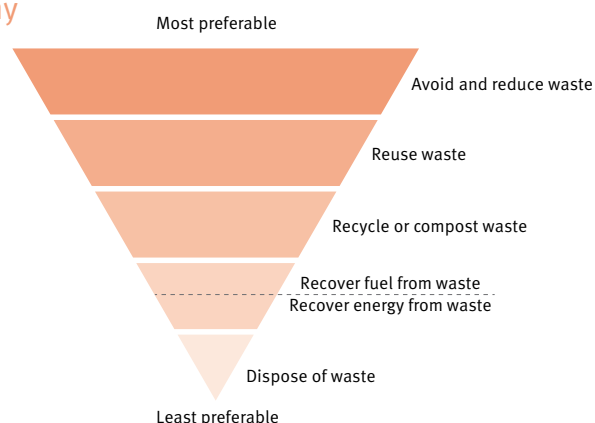 Most preferable
Avoid and reduce waste
Reuse waste
Recycle or compost waste
Recover fuel from waste
Recover energy from waste
Dispose of waste
Least preferable